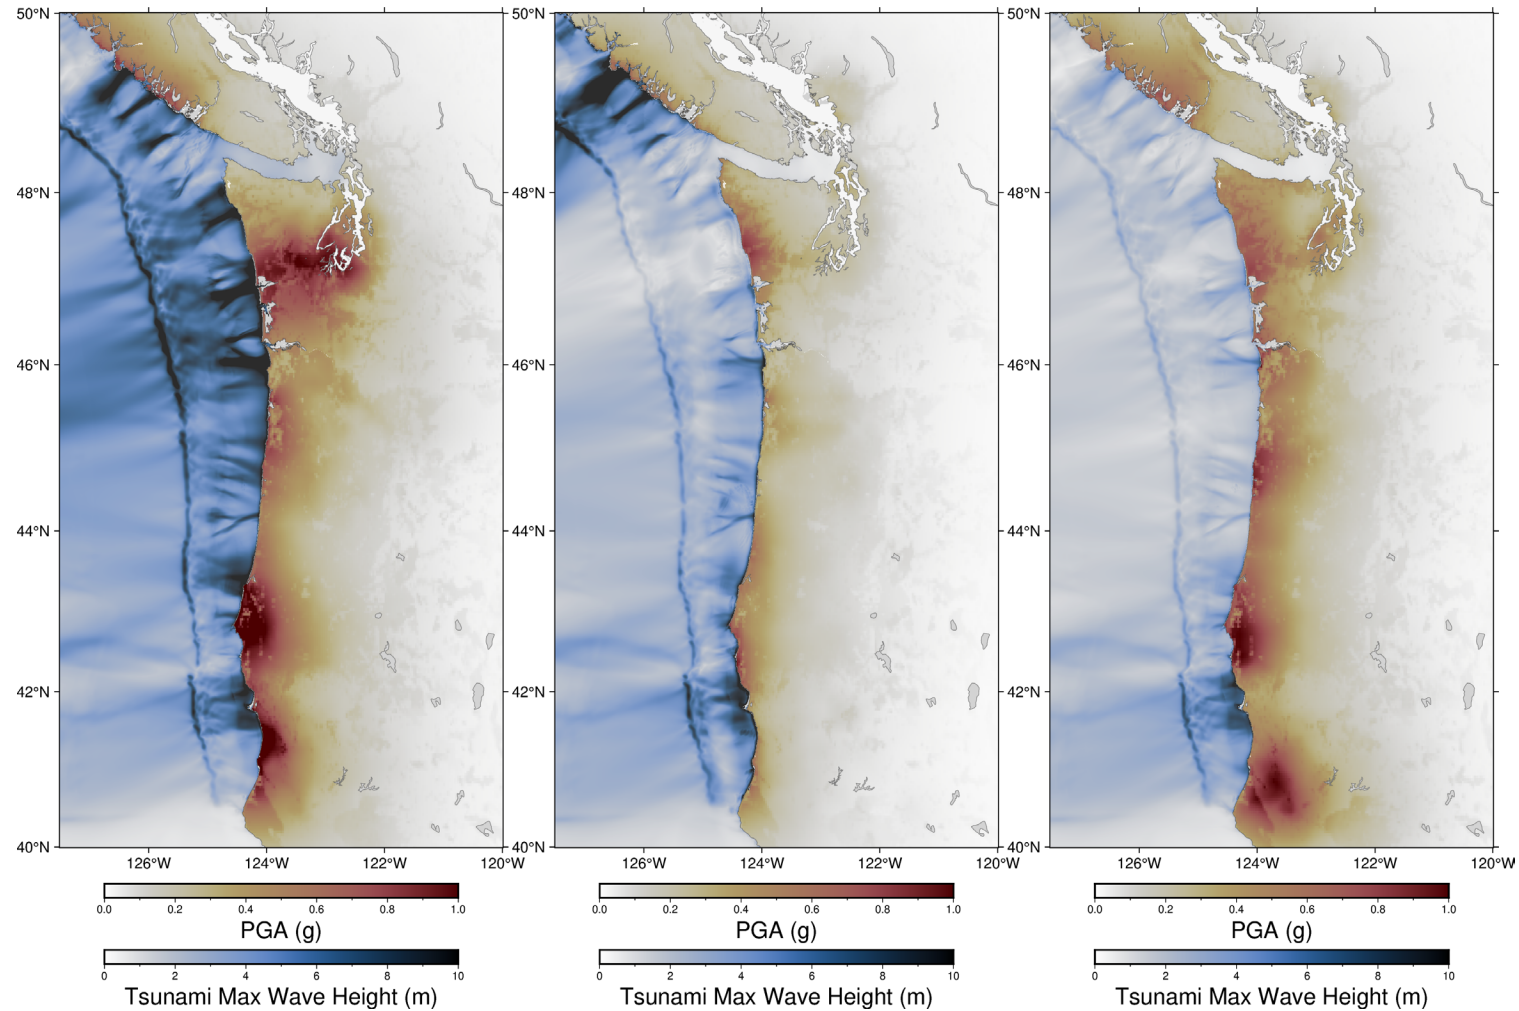 50°N 50°N 50°N
48°N 48°N 48°N
46°N 46°N 46°N
44°N 44°N 44°N
42°N 42°N 42°N
40°N 40°N 40°N
126°W 124°W 122°W 120°W 126°W 124°W 122°W 120°W 126°W 124°W 122°W 120°W
0.0 0.2 0.4 0.6 0.8 1.0 0.0 0.2 0.4 0.6 0.8 1.0 0.0 0.2 0.4 0.6 0.8 1.0
PGA (g) PGA (g) PGA (g)
0 2 4 6 8 10 0 2 4 6 8 10 0 2 4 6 8 10
Tsunami Max Wave Height (m) Tsunami Max Wave Height (m) Tsunami Max Wave Height (m)